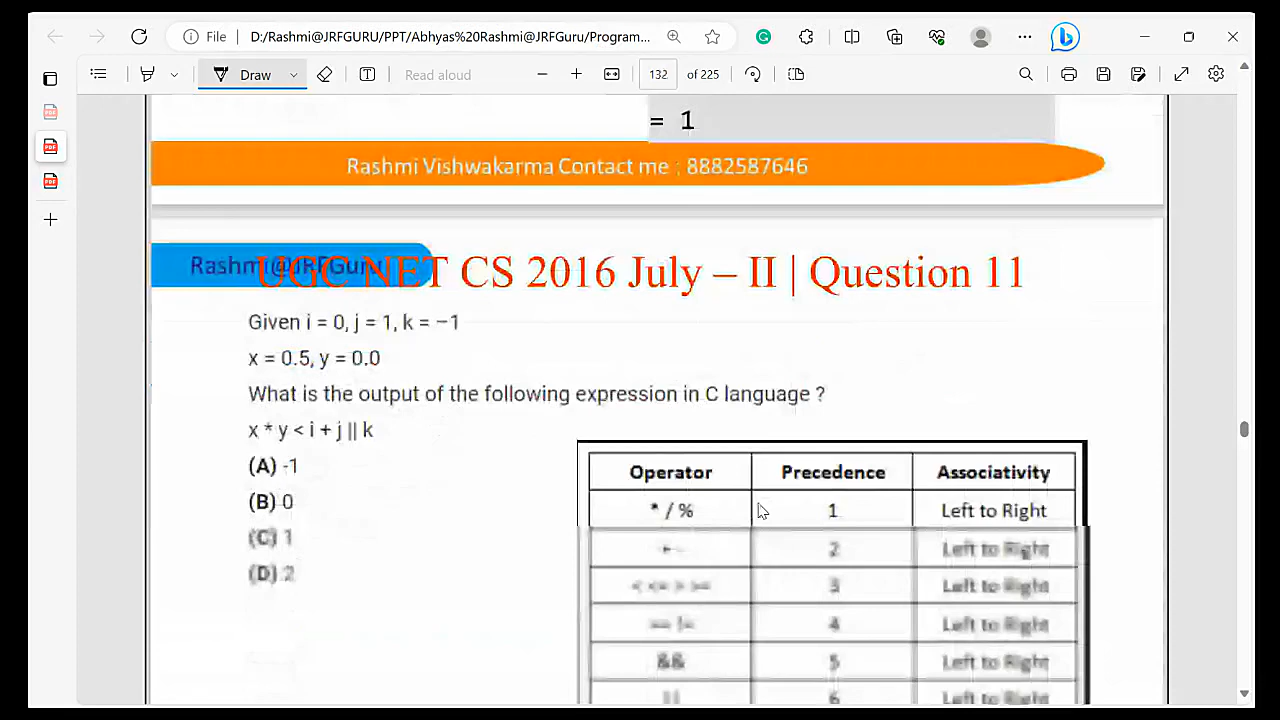 File
D:/Rashmi@JRFGURU/PPT/Abhyas%20Rashmi@JRFGuru/Program...
Draw
Read aloud
132 of 225
= 1
Rashmi Vishwakarma Contact me : 8882587646
Rashmi@JRFGuru
UGC NET CS 2016 July – II | Question 11
Given i = 0, j = 1, k = −1
x = 0.5, y = 0.0
What is the output of the following expression in C language ?
x * y < i + j || k
(A) -1
(B) 0
(C) 1
(D) 2
Operator Precedence Associativity
* / % 1 Left to Right
+ - 2 Left to Right
< <= > >= 3 Left to Right
== != 4 Left to Right
&& 5 Left to Right
|| 6 Left to Right